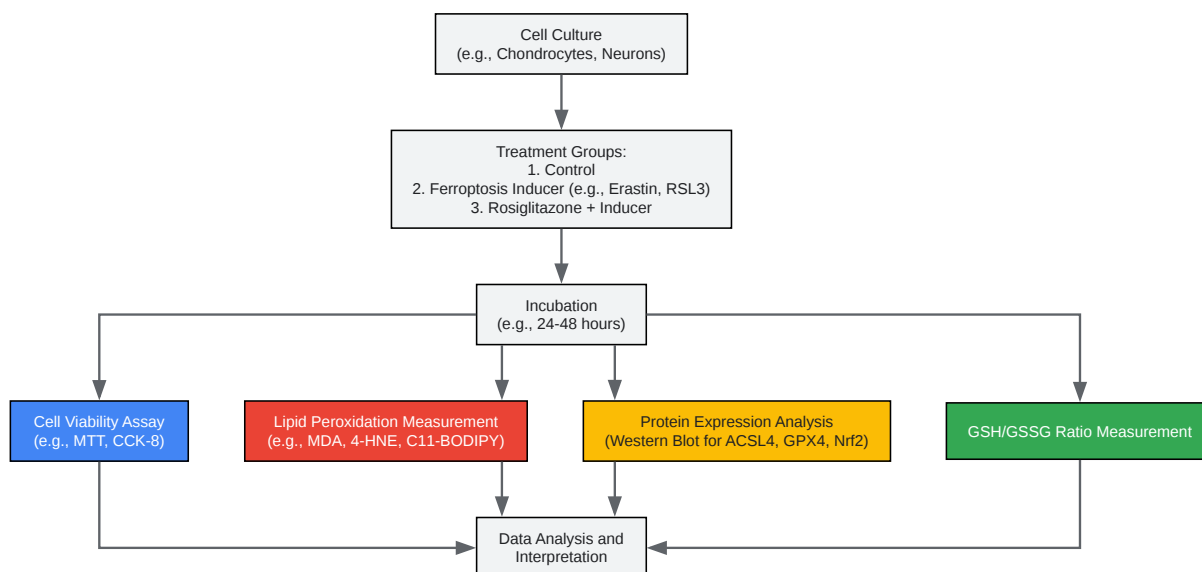 Cell Culture
(e.g., Chondrocytes, Neurons)
Treatment Groups:
1. Control
2. Ferroptosis Inducer (e.g., Erastin, RSL3)
3. Rosiglitazone + Inducer
Incubation
(e.g., 24-48 hours)
Cell Viability Assay
(e.g., MTT, CCK-8)
Lipid Peroxidation Measurement
(e.g., MDA, 4-HNE, C11-BODIPY)
Protein Expression Analysis
(Western Blot for ACSL4, GPX4, Nrf2)
GSH/GSSG Ratio Measurement
Data Analysis and
Interpretation